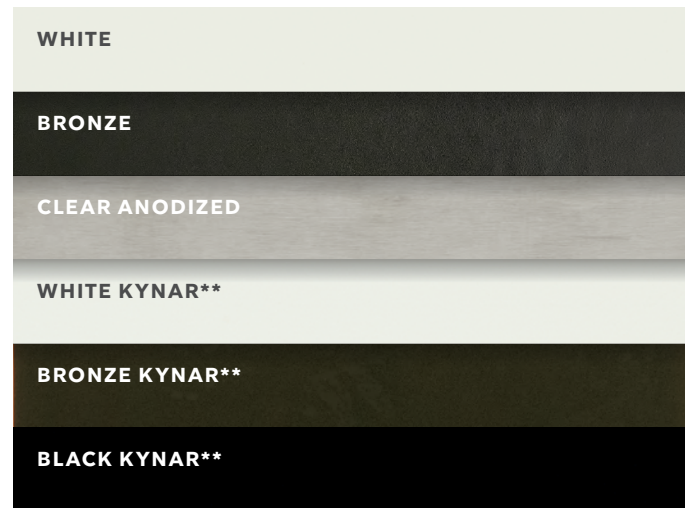 WHITE
BRONZE
CLEAR ANODIZED
WHITE KYNAR**
BRONZE KYNAR**
BLACK KYNAR**